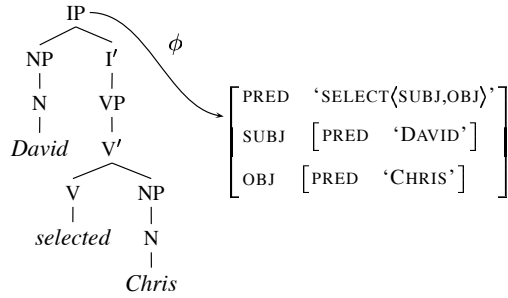 IP
ϕ
NP I′
N VP
PRED ‘SELECT⟨SUBJ,OBJ⟩’
David V′
SUBJ [PRED ‘DAVID’]
V NP
OBJ [PRED ‘CHRIS’]
selected N
Chris